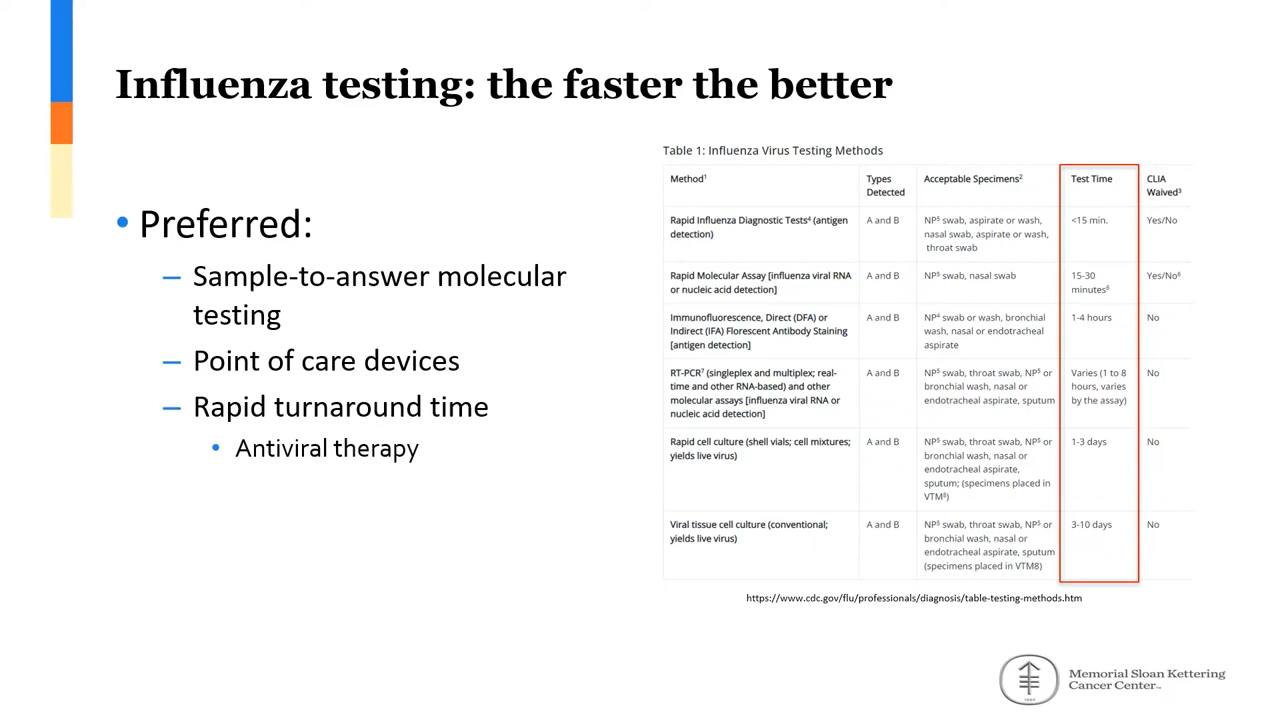 Influenza testing: the faster the better
• Preferred:
– Sample-to-answer molecular
testing
– Point of care devices
– Rapid turnaround time
• Antiviral therapy
Table 1: Influenza Virus Testing Methods
Method¹ Types Acceptable Specimens² Test Time CLIA
Detected Waived³
Rapid Influenza Diagnostic Tests⁴ (antigen A and B NP⁵ swab, aspirate or wash, <15 min. Yes/No
detection) nasal swab, aspirate or wash,
throat swab
Rapid Molecular Assay [influenza viral RNA A and B NP⁵ swab, nasal swab 15-30 Yes/No⁶
or nucleic acid detection] minutes⁶
Immunofluorescence, Direct (DFA) or A and B NP⁴ swab or wash, bronchial 1-4 hours No
Indirect (IFA) Florescent Antibody Staining wash, nasal or endotracheal
[antigen detection] aspirate
RT-PCR⁷ (singleplex and multiplex; real- A and B NP⁵ swab, throat swab, NP⁵ or Varies (1 to 8 No
time and other RNA-based) and other bronchial wash, nasal or hours, varies
molecular assays [influenza viral RNA or endotracheal aspirate, sputum by the assay)
nucleic acid detection]
Rapid cell culture (shell vials; cell mixtures; A and B NP⁵ swab, throat swab, NP⁵ or 1-3 days No
yields live virus) bronchial wash, nasal or
endotracheal aspirate,
sputum; (specimens placed in
VTM⁸)
Viral tissue cell culture (conventional; A and B NP⁵ swab, throat swab, NP⁵ or 3-10 days No
yields live virus) bronchial wash, nasal or
endotracheal aspirate, sputum
(specimens placed in VTM8)
https://www.cdc.gov/flu/professionals/diagnosis/table-testing-methods.htm
Memorial Sloan Kettering
Cancer Center